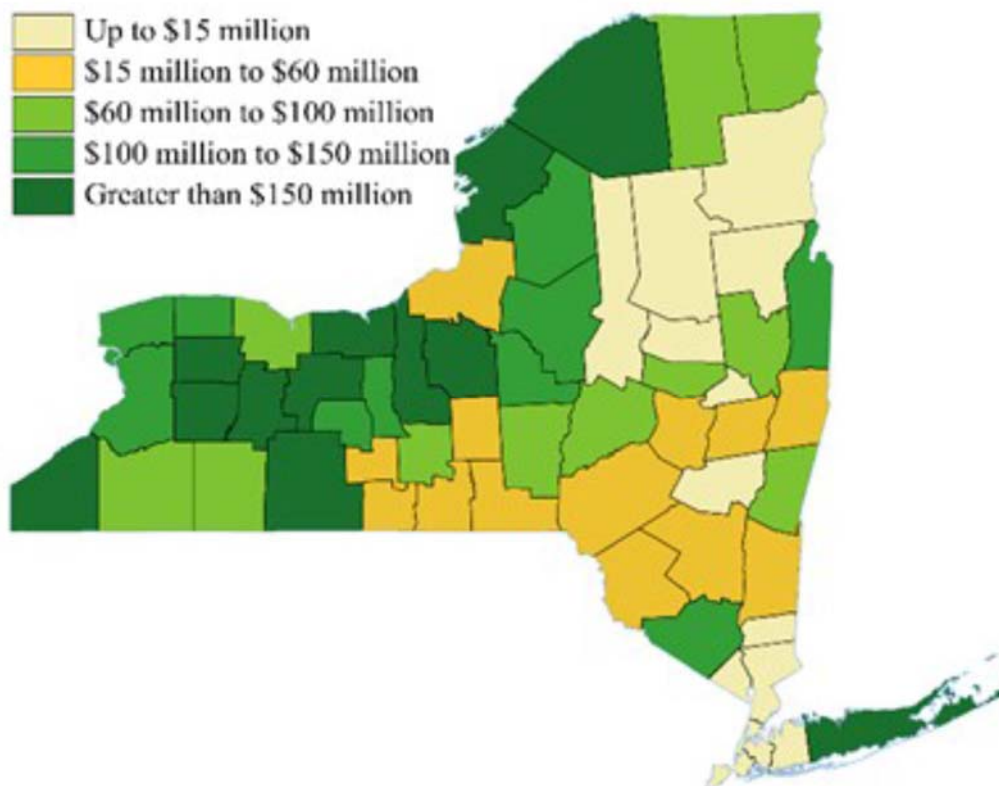 Up to $15 million
$15 million to $60 million
$60 million to $100 million
$100 million to $150 million
Greater than $150 million